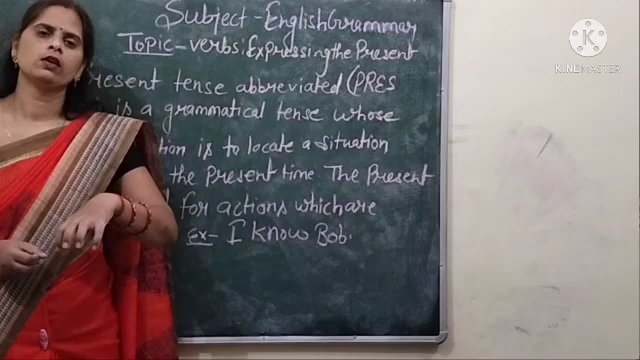 Subject - English Grammar
Topic - verbs: Expressing the Present
resent tense abbreviated (PRES
is a grammatical tense whose
tion is to locate a situation
the Present time The Present
for actions which are
Ex - I know Bob.
KINEMASTER